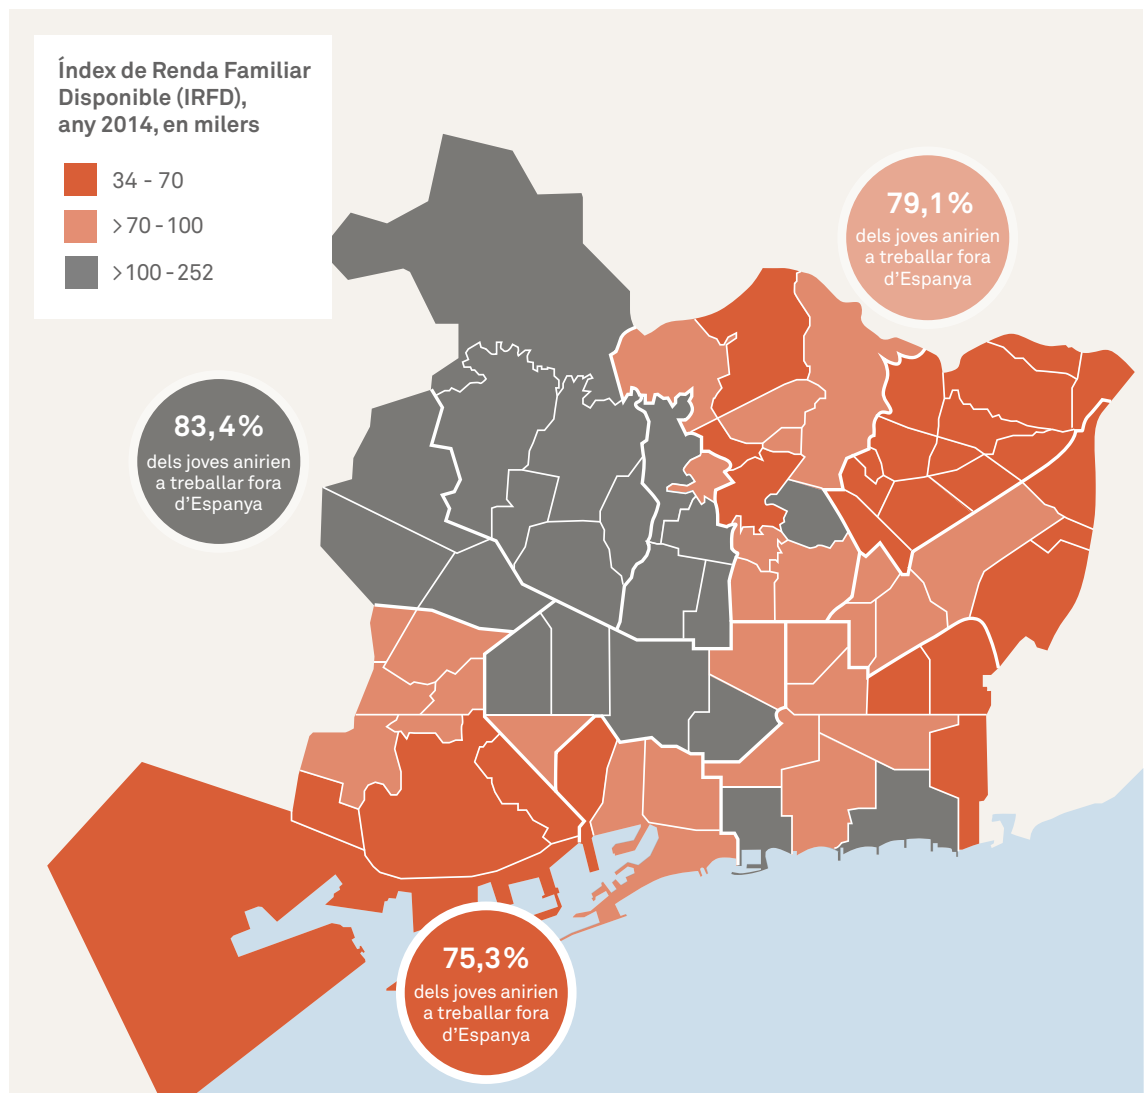 Índex de Renda Familiar
Disponible (IRFD),
any 2014, en milers
34 - 70
>70 - 100
>100 - 252
79,1%
dels joves anirien
a treballar fora
d'Espanya
83,4%
dels joves anirien
a treballar fora
d'Espanya
75,3%
dels joves anirien
a treballar fora
d'Espanya